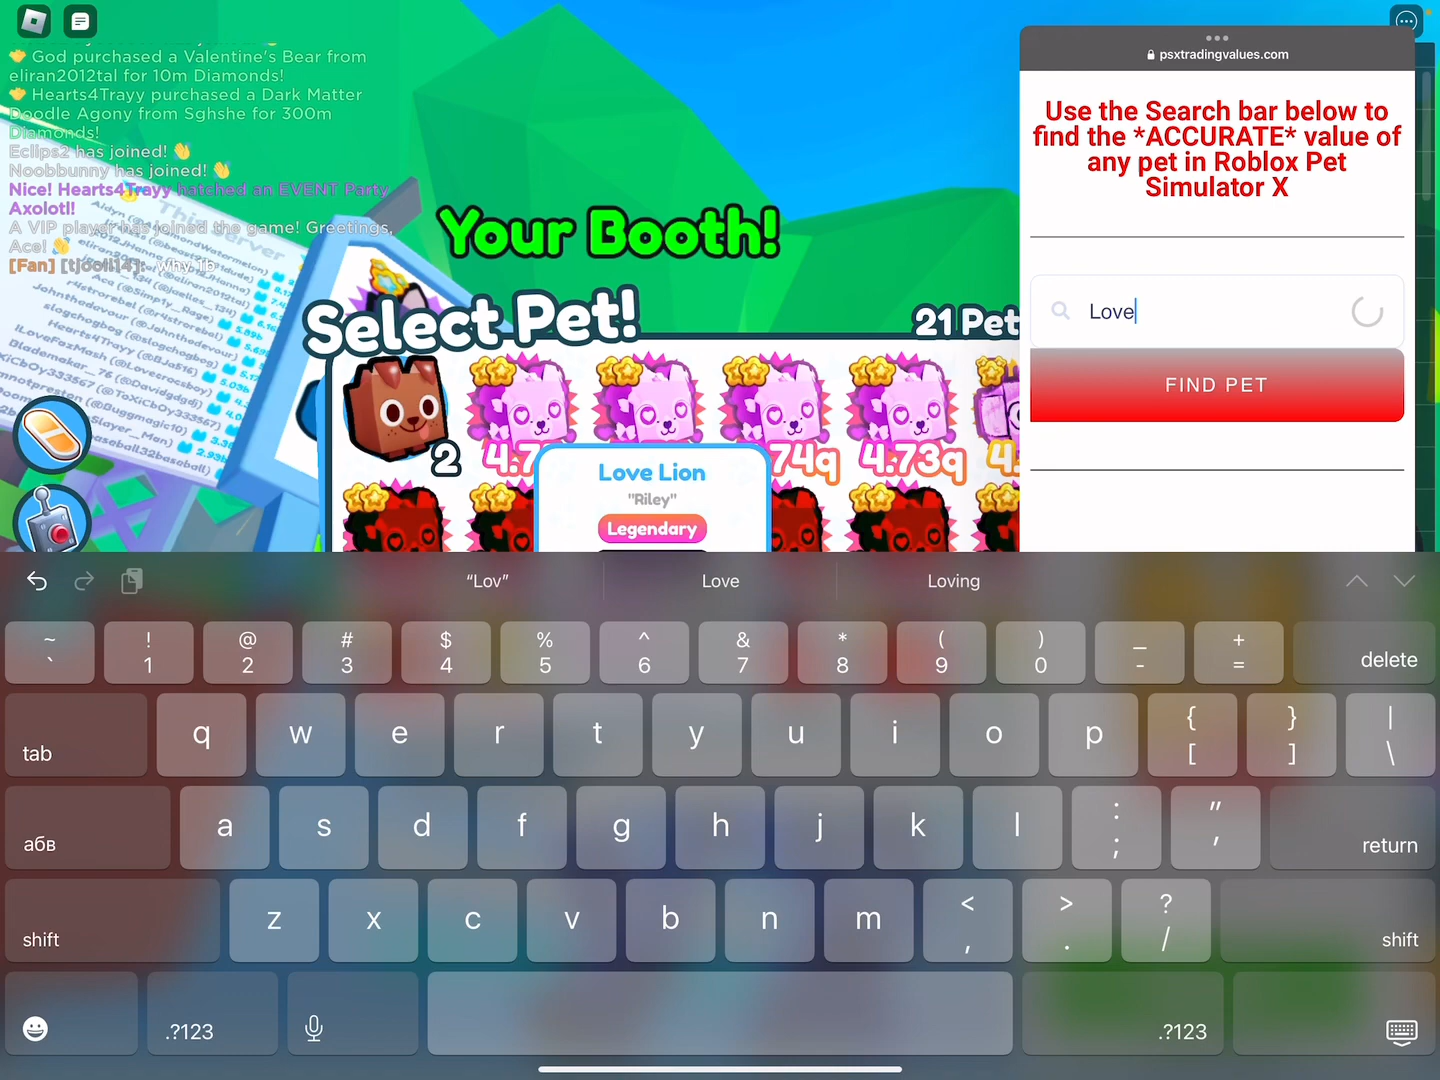 God purchased a Valentine's Bear from
eliran2012tal for 10m Diamonds!
Hearts4Trayy purchased a Dark Matter
Doodle Agony from Sghshe for 300m
Diamonds!
Eclips2 has joined!
Noobbunny has joined!
Nice! Hearts4Trayy hatched an EVENT Party
Axolotl!
A VIP player has joined the game! Greetings,
Ace!
[Fan] [tjooll14]: why 1b
Your Booth!
Select Pet!
21 Pet
2
74q
4.73q
Love Lion
"Riley"
Legendary
psxtradingvalues.com
Use the Search bar below to
find the *ACCURATE* value of
any pet in Roblox Pet
Simulator X
Love
FIND PET
“Lov” Love Loving
~ ! @ # $ % ^ & * ( ) _ +
` 1 2 3 4 5 6 7 8 9 0 - = delete
tab q w e r t y u i o p { [ } ] | \
абв a s d f g h j k l : ; " ' return
shift z x c v b n m < , > . ? / shift
.?123 .?123